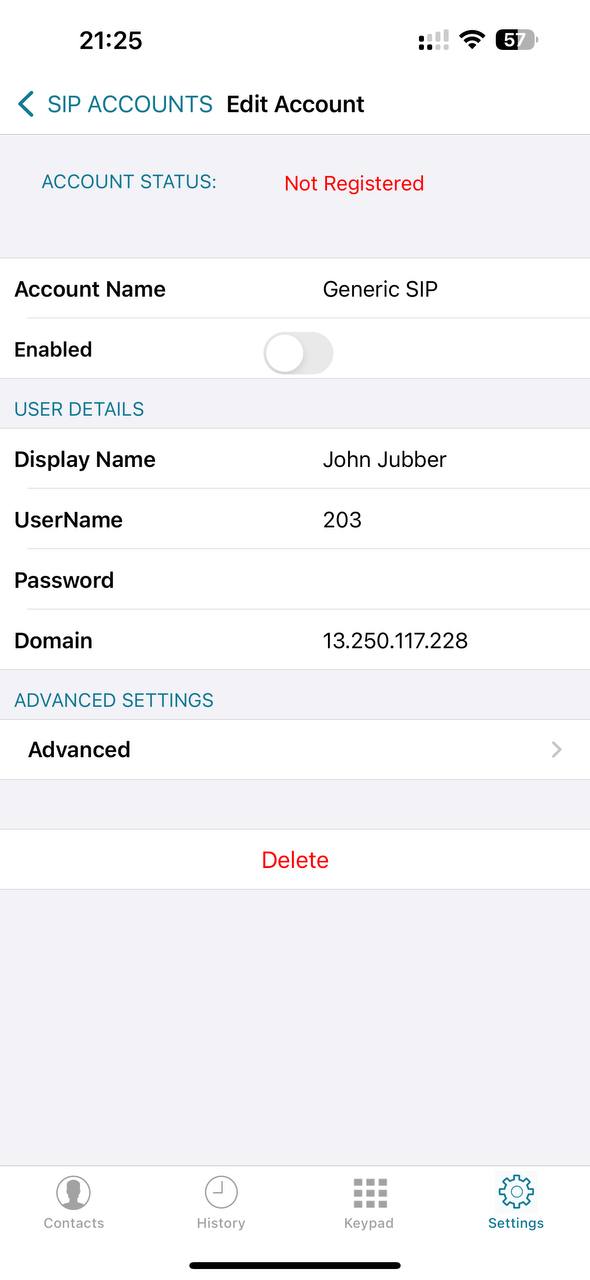 21:25 57
SIP ACCOUNTS Edit Account
ACCOUNT STATUS: Not Registered
Account Name Generic SIP
Enabled
USER DETAILS
Display Name John Jubber
UserName 203
Password
Domain 13.250.117.228
ADVANCED SETTINGS
Advanced
Delete
Contacts History Keypad Settings